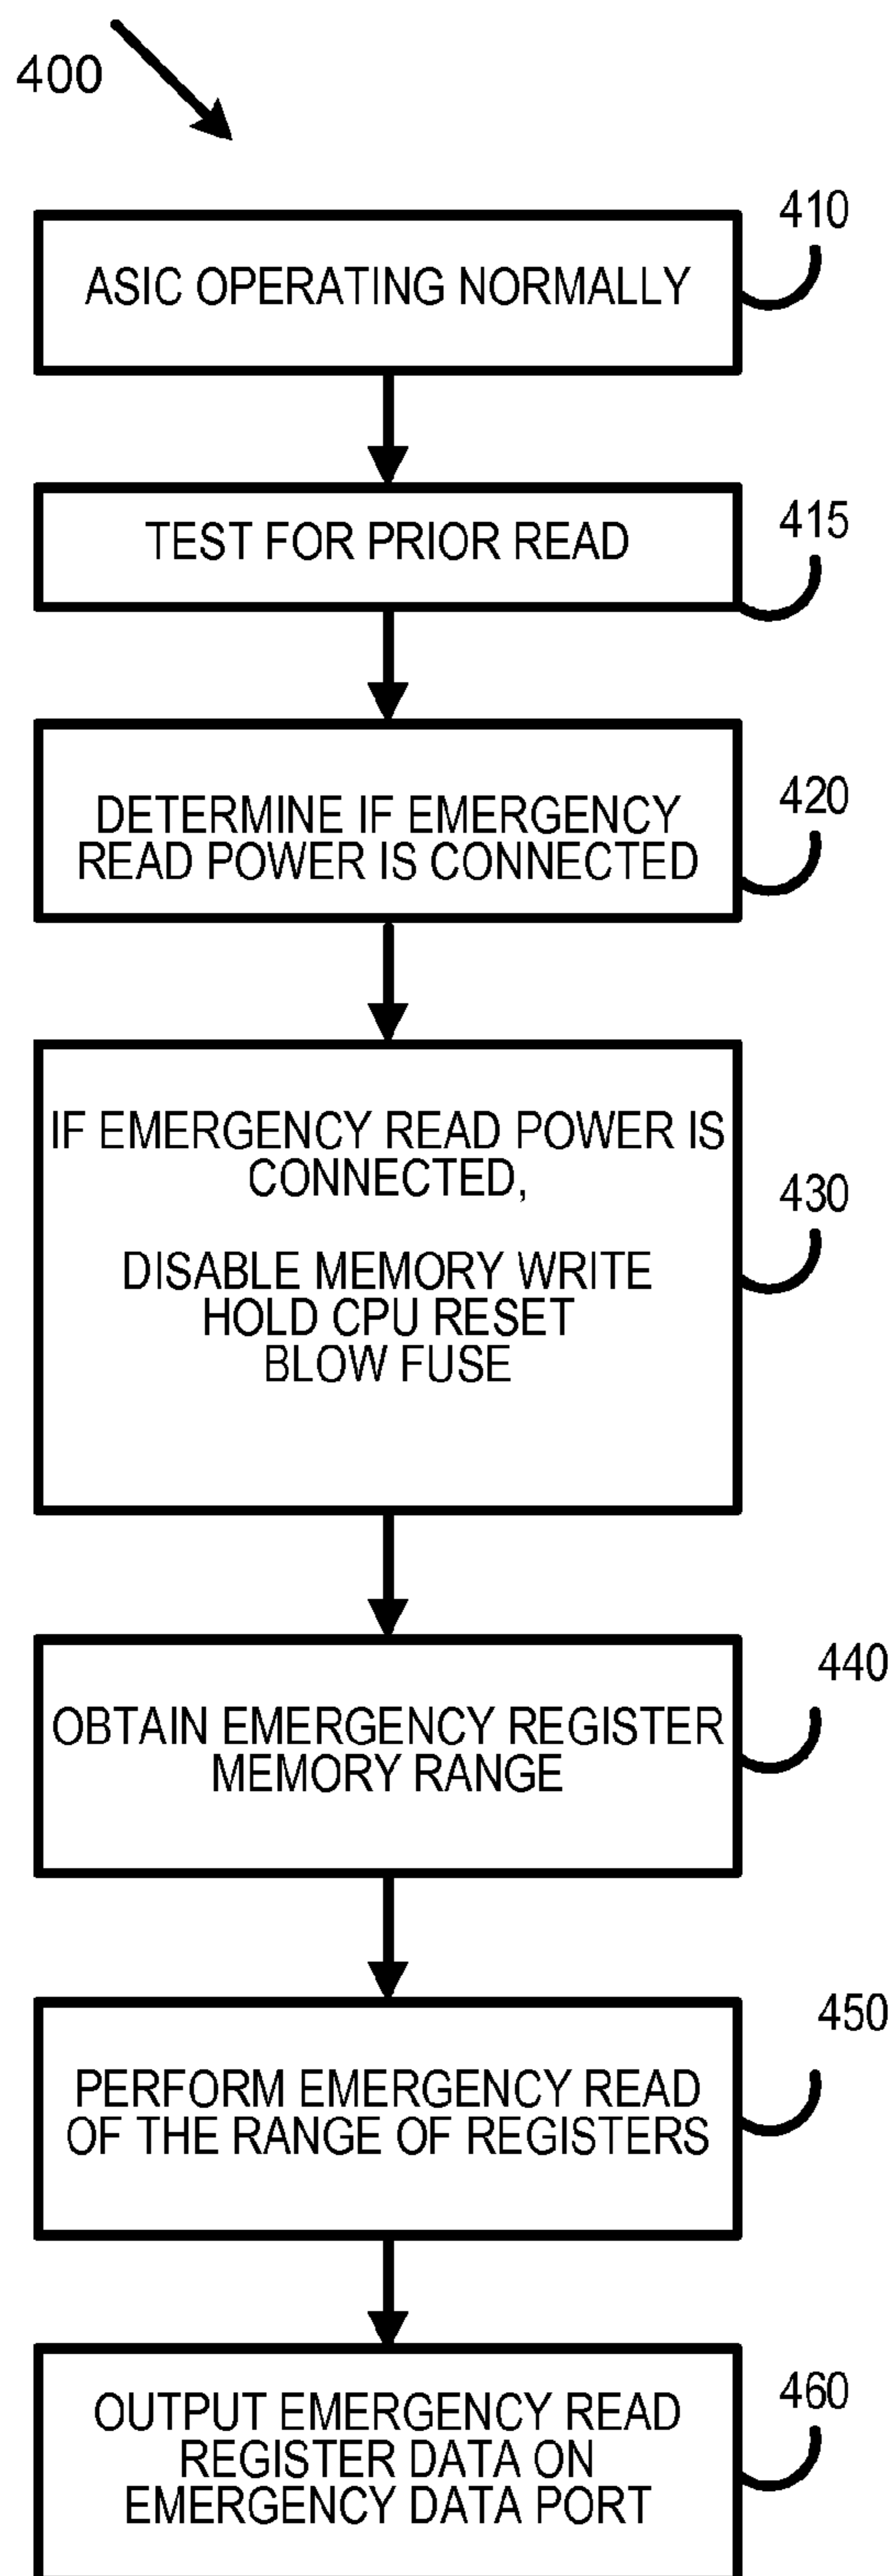 400
410
ASIC OPERATING NORMALLY
415
TEST FOR PRIOR READ
420
DETERMINE IF EMERGENCY
READ POWER IS CONNECTED
IF EMERGENCY READ POWER IS
CONNECTED,
430
DISABLE MEMORY WRITE
HOLD CPU RESET
BLOW FUSE
440
OBTAIN EMERGENCY REGISTER
MEMORY RANGE
450
PERFORM EMERGENCY READ
OF THE RANGE OF REGISTERS
460
OUTPUT EMERGENCY READ
REGISTER DATA ON
EMERGENCY DATA PORT